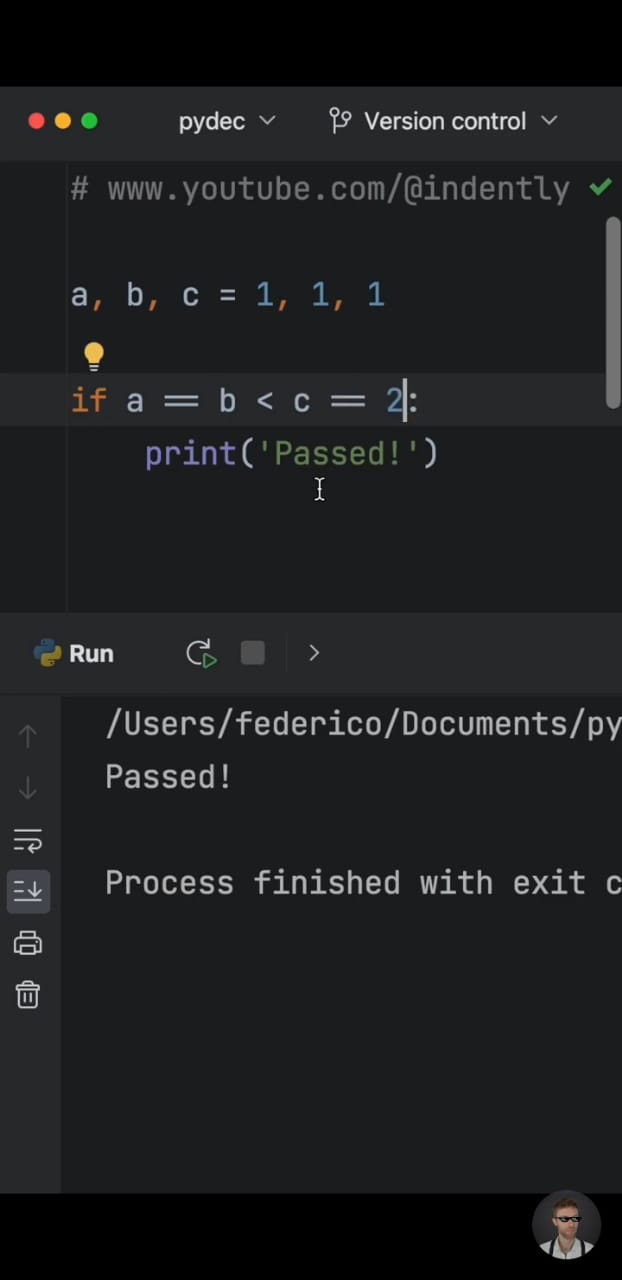 pydec Version control
# www.youtube.com/@indently
a, b, c = 1, 1, 1
if a == b < c == 2:
print('Passed!')
Run
/Users/federico/Documents/py
Passed!
Process finished with exit c